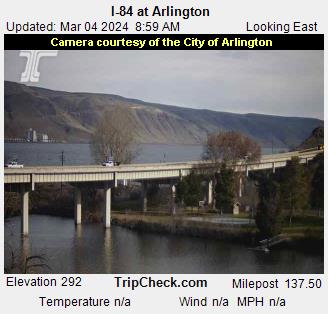 I-84 at Arlington
Updated: Mar 04 2024 8:59 AM Looking East
Camera courtesy of the City of Arlington
Elevation 292 TripCheck.com Milepost 137.50
Temperature n/a Wind n/a MPH n/a